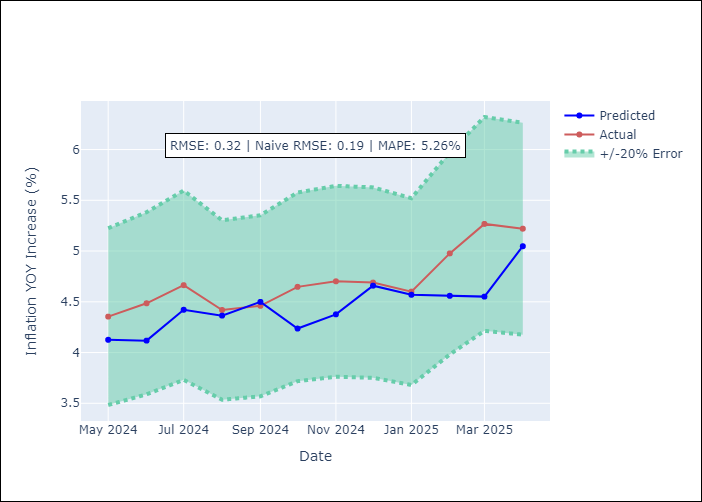 Predicted
Actual
+/-20% Error
RMSE: 0.32 | Naive RMSE: 0.19 | MAPE: 5.26%
Inflation YOY Increase (%)
6
5.5
5
4.5
4
3.5
May 2024
Jul 2024
Sep 2024
Nov 2024
Jan 2025
Mar 2025
Date